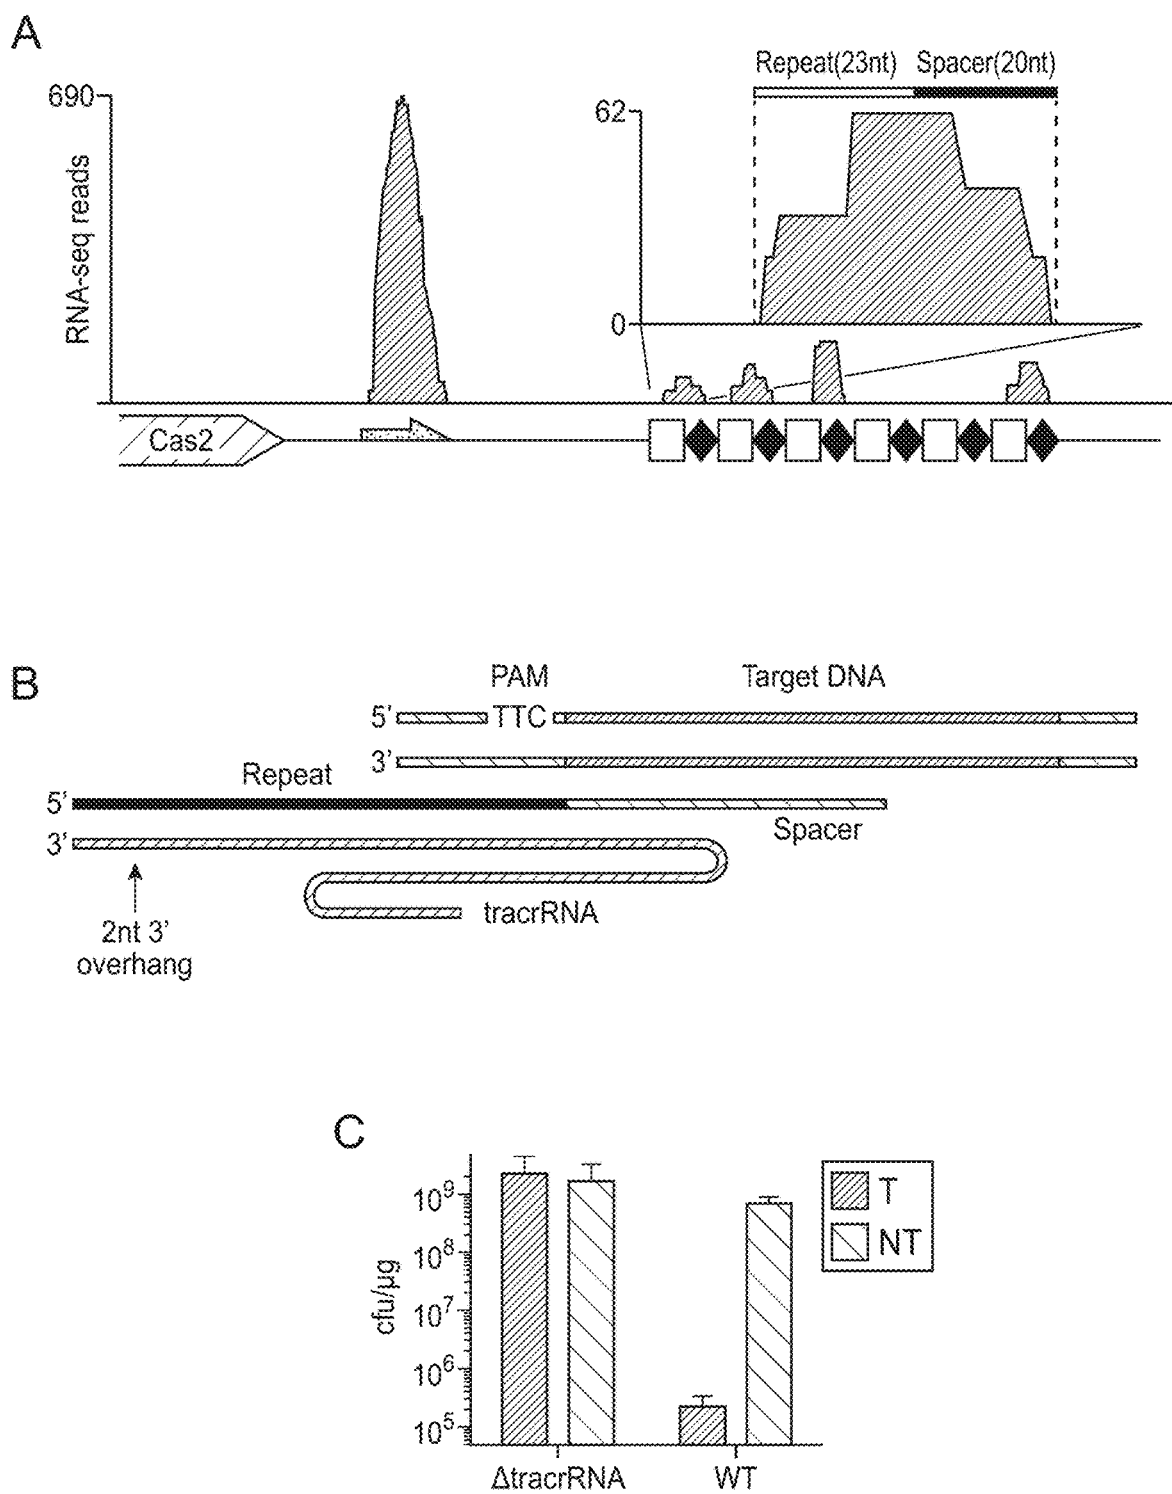 A
Repeat(23nt) Spacer(20nt)
690
62
RNA-seq reads
0
Cas2
B
PAM Target DNA
5' TTC
3'
Repeat
5'
Spacer
3'
tracrRNA
2nt 3'
overhang
C
T
NT
10⁹
10⁸
10⁷
10⁶
10⁵
cfu/µg
ΔtracrRNA WT